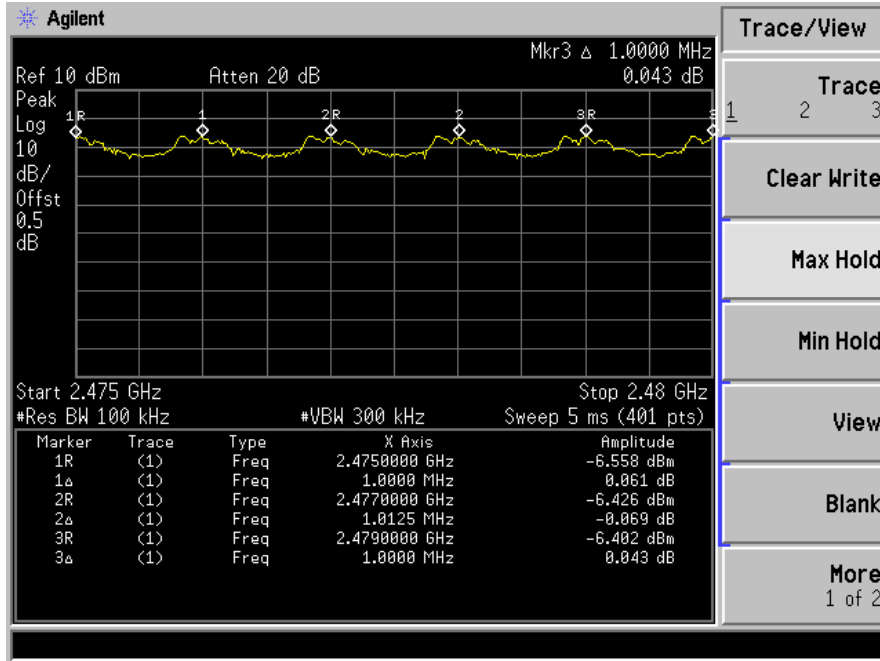 Agilent
Trace/View
Mkr3 Δ 1.0000 MHz
Ref 10 dBm Atten 20 dB 0.043 dB
Peak
Log
10
dB/
Offst
0.5
dB
1R 1 2R 2 3R 3
Start 2.475 GHz Stop 2.48 GHz
#Res BW 100 kHz #VBW 300 kHz Sweep 5 ms (401 pts)
Marker Trace Type X Axis Amplitude
1R (1) Freq 2.4750000 GHz -6.558 dBm
1Δ (1) Freq 1.0000 MHz 0.061 dB
2R (1) Freq 2.4770000 GHz -6.426 dBm
2Δ (1) Freq 1.0125 MHz -0.069 dB
3R (1) Freq 2.4790000 GHz -6.402 dBm
3Δ (1) Freq 1.0000 MHz 0.043 dB
Trace
1 2 3
Clear Write
Max Hold
Min Hold
View
Blank
More
1 of 2